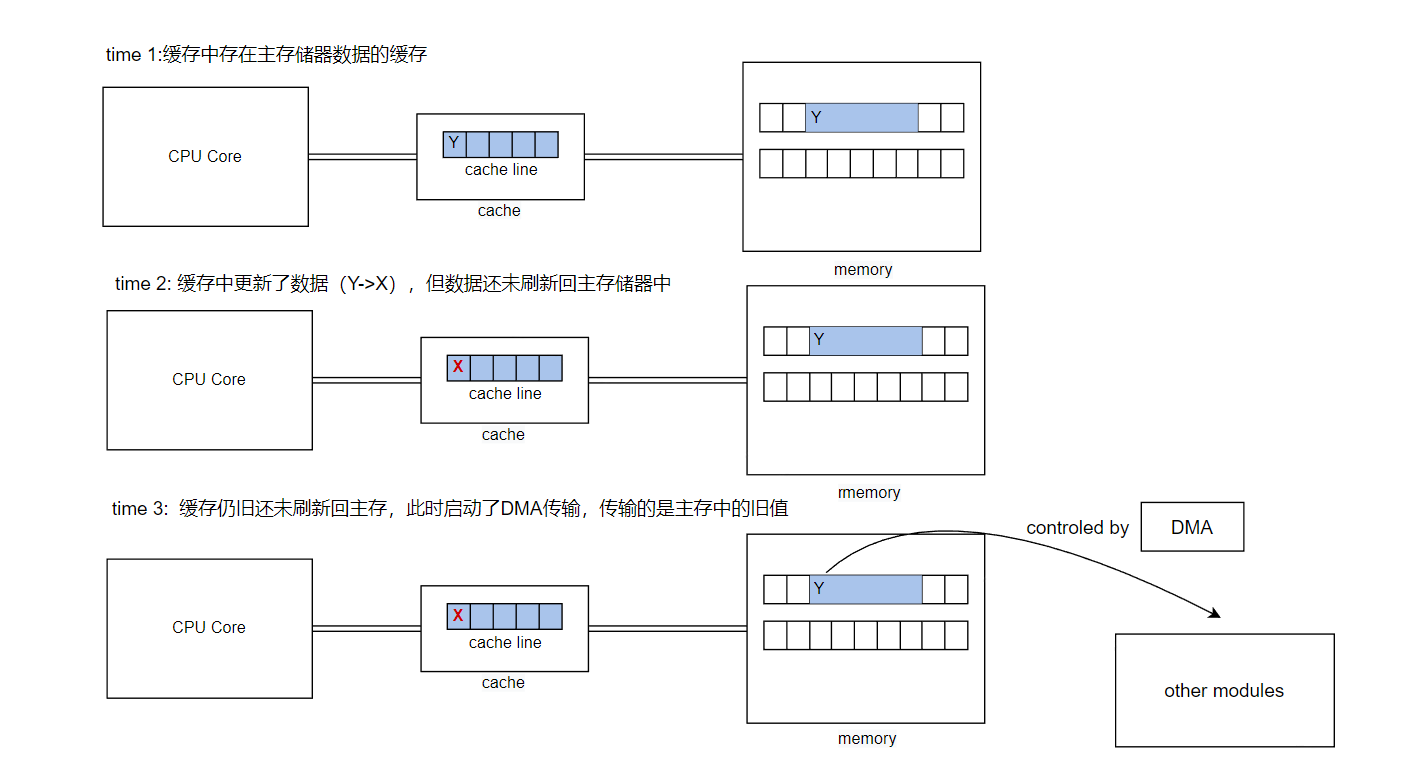 time 1:缓存中存在主存储器数据的缓存
CPU Core
Y
cache line
cache
Y
memory
time 2: 缓存中更新了数据（Y->X），但数据还未刷新回主存储器中
CPU Core
X
cache line
cache
Y
rmemory
time 3: 缓存仍旧还未刷新回主存，此时启动了DMA传输，传输的是主存中的旧值
controled by
DMA
CPU Core
X
cache line
cache
Y
memory
other modules